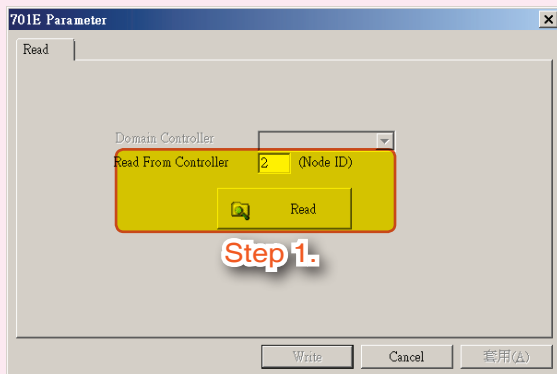 701E Parameter
Read
Domain Controller
Read From Controller 2 (Node ID)
Read
Step 1.
Write Cancel 套用(A)